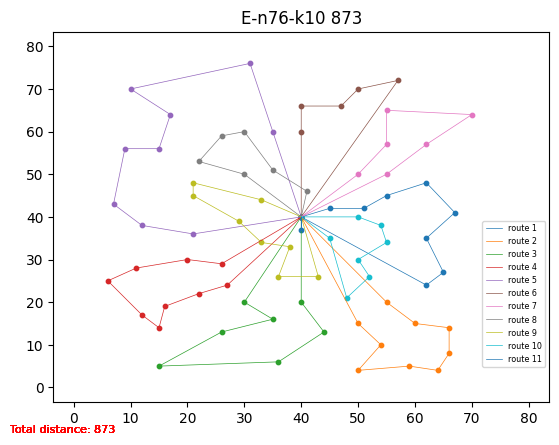 E-n76-k10 873
80
70
60
50
40
30
20
10
0
0 10 20 30 40 50 60 70 80
route 1
route 2
route 3
route 4
route 5
route 6
route 7
route 8
route 9
route 10
route 11
Total distance: 873